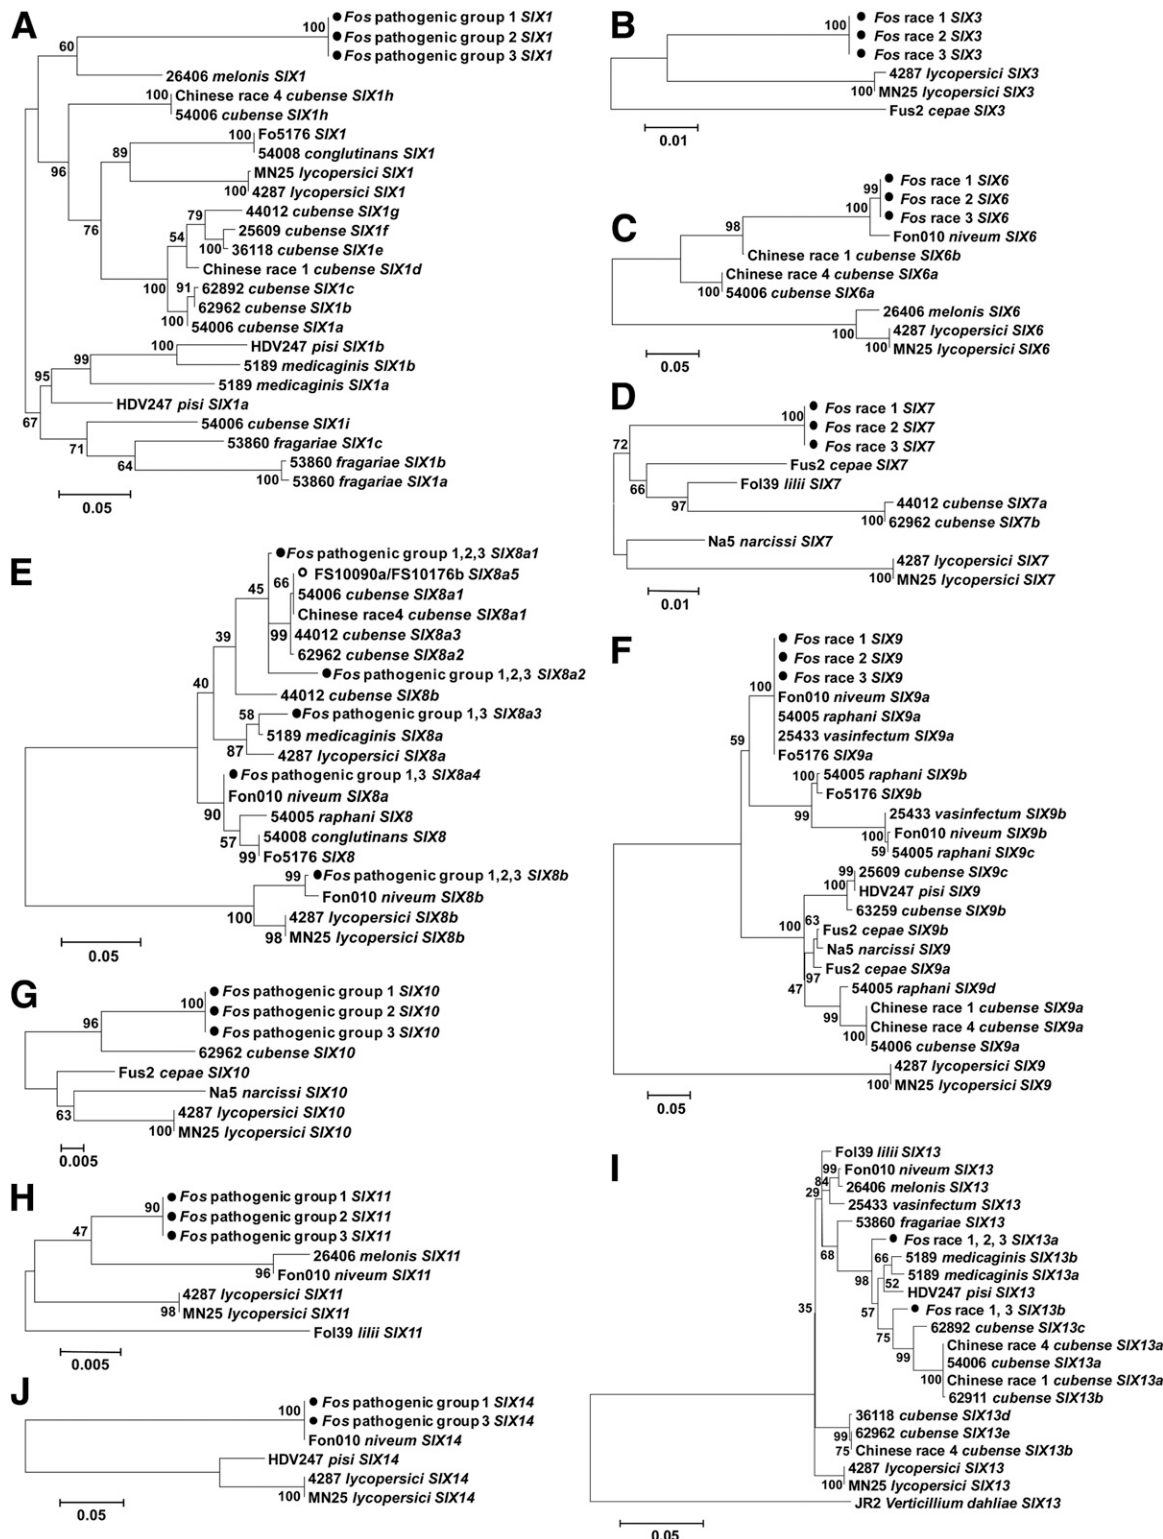 A
100
Fos pathogenic group 1 SIX1
Fos pathogenic group 2 SIX1
Fos pathogenic group 3 SIX1
60
26406 melonis SIX1
100
Chinese race 4 cubense SIX1h
54006 cubense SIX1h
96
100
Fo5176 SIX1
54008 conglutinans SIX1
89
MN25 lycopersici SIX1
100
4287 lycopersici SIX1
76
79
44012 cubense SIX1g
25609 cubense SIX1f
54
100
36118 cubense SIX1e
Chinese race 1 cubense SIX1d
100
91
62892 cubense SIX1c
62962 cubense SIX1b
100
54006 cubense SIX1a
100
HDV247 pisi SIX1b
99
5189 medicaginis SIX1b
95
5189 medicaginis SIX1a
HDV247 pisi SIX1a
67
54006 cubense SIX1i
71
53860 fragariae SIX1c
64
53860 fragariae SIX1b
100
53860 fragariae SIX1a
0.05
B
100
Fos race 1 SIX3
Fos race 2 SIX3
Fos race 3 SIX3
4287 lycopersici SIX3
100
MN25 lycopersici SIX3
Fus2 cepae SIX3
0.01
C
99
Fos race 1 SIX6
Fos race 2 SIX6
100
Fos race 3 SIX6
98
Fon010 niveum SIX6
Chinese race 1 cubense SIX6b
Chinese race 4 cubense SIX6a
100
54006 cubense SIX6a
26406 melonis SIX6
100
4287 lycopersici SIX6
100
MN25 lycopersici SIX6
0.05
D
100
Fos race 1 SIX7
Fos race 2 SIX7
72
Fos race 3 SIX7
Fus2 cepae SIX7
66
Fol39 lilii SIX7
97
44012 cubense SIX7a
100
62962 cubense SIX7b
Na5 narcissi SIX7
4287 lycopersici SIX7
100
MN25 lycopersici SIX7
0.01
E
Fos pathogenic group 1,2,3 SIX8a1
45
66
FS10090a/FS10176b SIX8a5
54006 cubense SIX8a1
Chinese race4 cubense SIX8a1
39
99
44012 cubense SIX8a3
62962 cubense SIX8a2
Fos pathogenic group 1,2,3 SIX8a2
40
44012 cubense SIX8b
58
Fos pathogenic group 1,3 SIX8a3
5189 medicaginis SIX8a
87
4287 lycopersici SIX8a
Fos pathogenic group 1,3 SIX8a4
Fon010 niveum SIX8a
90
54005 raphani SIX8
57
54008 conglutinans SIX8
99
Fo5176 SIX8
99
Fos pathogenic group 1,2,3 SIX8b
Fon010 niveum SIX8b
100
4287 lycopersici SIX8b
98
MN25 lycopersici SIX8b
0.05
F
Fos race 1 SIX9
Fos race 2 SIX9
Fos race 3 SIX9
100
Fon010 niveum SIX9a
54005 raphani SIX9a
25433 vasinfectum SIX9a
59
Fo5176 SIX9a
100
54005 raphani SIX9b
Fo5176 SIX9b
99
25433 vasinfectum SIX9b
100
Fon010 niveum SIX9b
59
54005 raphani SIX9c
99
25609 cubense SIX9c
100
HDV247 pisi SIX9
63259 cubense SIX9b
100
63
Fus2 cepae SIX9b
Na5 narcissi SIX9
97
Fus2 cepae SIX9a
47
54005 raphani SIX9d
99
Chinese race 1 cubense SIX9a
Chinese race 4 cubense SIX9a
100
54006 cubense SIX9a
4287 lycopersici SIX9
100
MN25 lycopersici SIX9
0.05
G
100
Fos pathogenic group 1 SIX10
Fos pathogenic group 2 SIX10
96
Fos pathogenic group 3 SIX10
62962 cubense SIX10
Fus2 cepae SIX10
Na5 narcissi SIX10
63
4287 lycopersici SIX10
100
MN25 lycopersici SIX10
0.005
H
90
Fos pathogenic group 1 SIX11
Fos pathogenic group 2 SIX11
47
Fos pathogenic group 3 SIX11
26406 melonis SIX11
96
Fon010 niveum SIX11
4287 lycopersici SIX11
98
MN25 lycopersici SIX11
Fol39 lilii SIX11
0.005
I
Fol39 lilii SIX13
99
Fon010 niveum SIX13
84
26406 melonis SIX13
29
25433 vasinfectum SIX13
53860 fragariae SIX13
68
Fos race 1, 2, 3 SIX13a
66
5189 medicaginis SIX13b
98
5189 medicaginis SIX13a
52
HDV247 pisi SIX13
35
57
Fos race 1, 3 SIX13b
75
62892 cubense SIX13c
99
Chinese race 4 cubense SIX13a
54006 cubense SIX13a
100
Chinese race 1 cubense SIX13a
62911 cubense SIX13b
36118 cubense SIX13d
99
62962 cubense SIX13e
75
Chinese race 4 cubense SIX13b
4287 lycopersici SIX13
100
MN25 lycopersici SIX13
JR2 Verticillium dahliae SIX13
0.05
J
100
Fos pathogenic group 1 SIX14
Fos pathogenic group 3 SIX14
Fon010 niveum SIX14
HDV247 pisi SIX14
4287 lycopersici SIX14
100
MN25 lycopersici SIX14
0.05